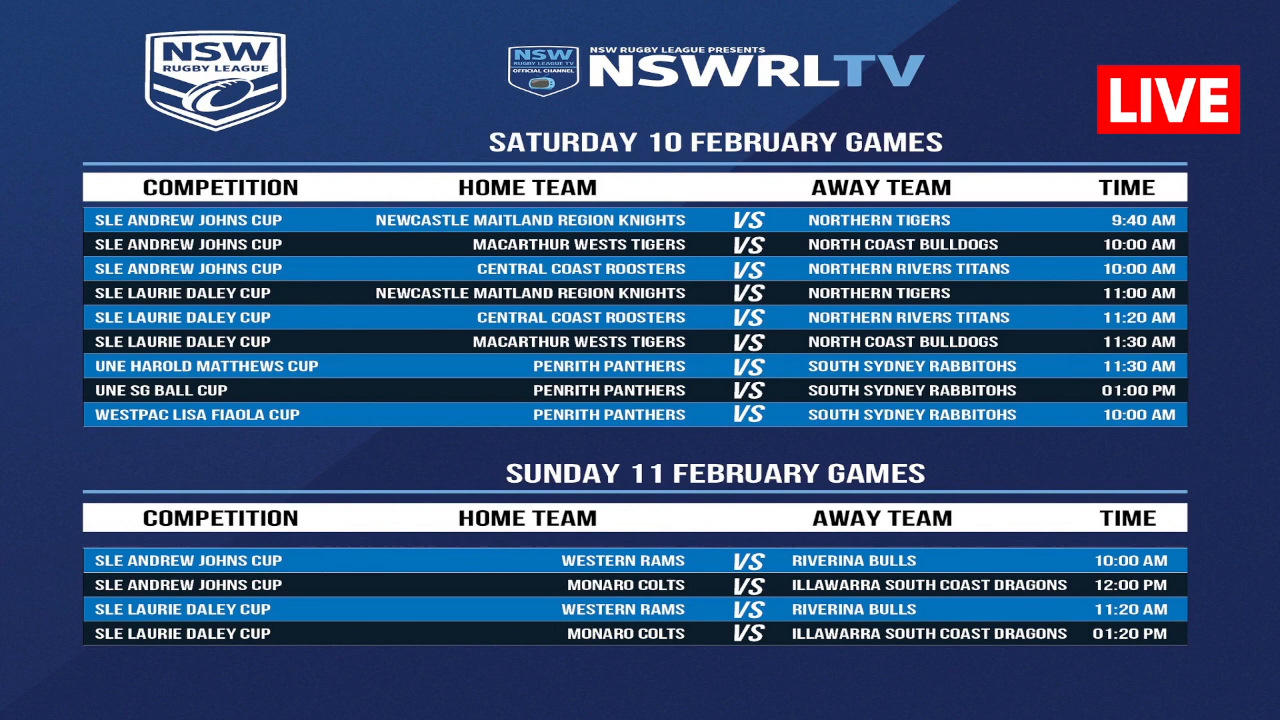 NSW
RUGBY LEAGUE
NSW
RUGBY LEAGUE TV
OFFICIAL CHANNEL
NSW RUGBY LEAGUE PRESENTS
NSWRLTV
LIVE
SATURDAY 10 FEBRUARY GAMES
COMPETITION HOME TEAM AWAY TEAM TIME
SLE ANDREW JOHNS CUP NEWCASTLE MAITLAND REGION KNIGHTS VS NORTHERN TIGERS 9:40 AM
SLE ANDREW JOHNS CUP MACARTHUR WESTS TIGERS VS NORTH COAST BULLDOGS 10:00 AM
SLE ANDREW JOHNS CUP CENTRAL COAST ROOSTERS VS NORTHERN RIVERS TITANS 10:00 AM
SLE LAURIE DALEY CUP NEWCASTLE MAITLAND REGION KNIGHTS VS NORTHERN TIGERS 11:00 AM
SLE LAURIE DALEY CUP CENTRAL COAST ROOSTERS VS NORTHERN RIVERS TITANS 11:20 AM
SLE LAURIE DALEY CUP MACARTHUR WESTS TIGERS VS NORTH COAST BULLDOGS 11:30 AM
UNE HAROLD MATTHEWS CUP PENRITH PANTHERS VS SOUTH SYDNEY RABBITOHS 11:30 AM
UNE SG BALL CUP PENRITH PANTHERS VS SOUTH SYDNEY RABBITOHS 01:00 PM
WESTPAC LISA FIAOLA CUP PENRITH PANTHERS VS SOUTH SYDNEY RABBITOHS 10:00 AM
SUNDAY 11 FEBRUARY GAMES
COMPETITION HOME TEAM AWAY TEAM TIME
SLE ANDREW JOHNS CUP WESTERN RAMS VS RIVERINA BULLS 10:00 AM
SLE ANDREW JOHNS CUP MONARO COLTS VS ILLAWARRA SOUTH COAST DRAGONS 12:00 PM
SLE LAURIE DALEY CUP WESTERN RAMS VS RIVERINA BULLS 11:20 AM
SLE LAURIE DALEY CUP MONARO COLTS VS ILLAWARRA SOUTH COAST DRAGONS 01:20 PM